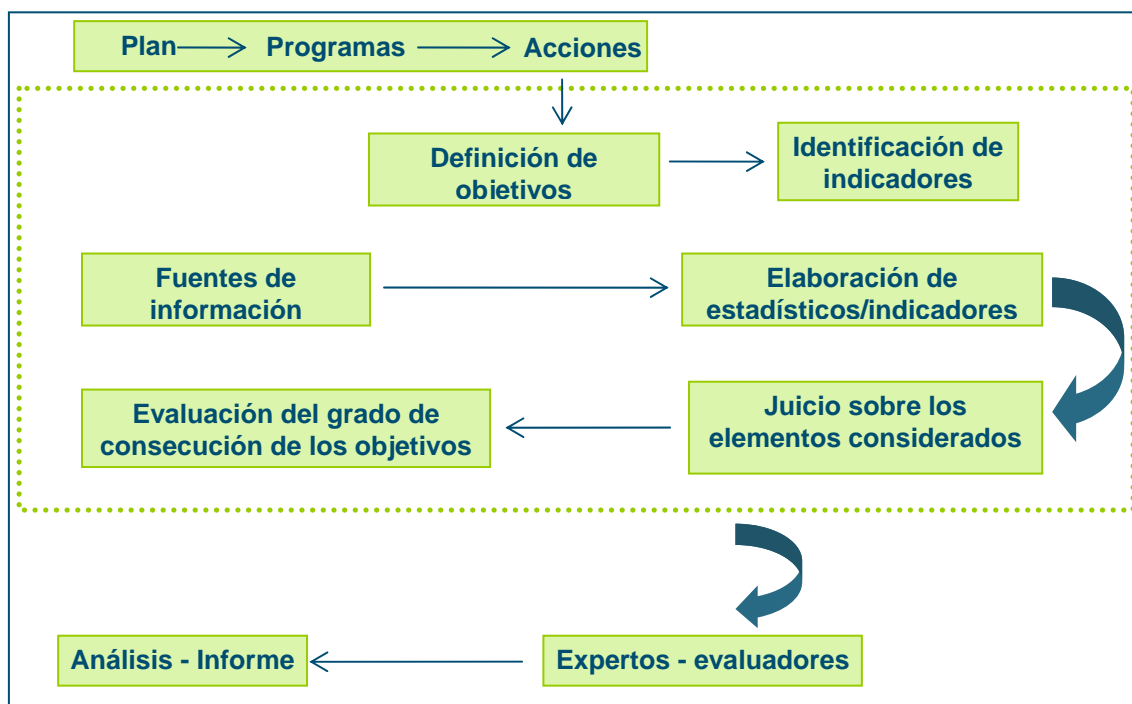 Plan Programas Acciones
Definición de
objetivos
Identificación de
indicadores
Fuentes de
información
Elaboración de
estadísticos/indicadores
Evaluación del grado de
consecución de los objetivos
Juicio sobre los
elementos considerados
Análisis - Informe
Expertos - evaluadores